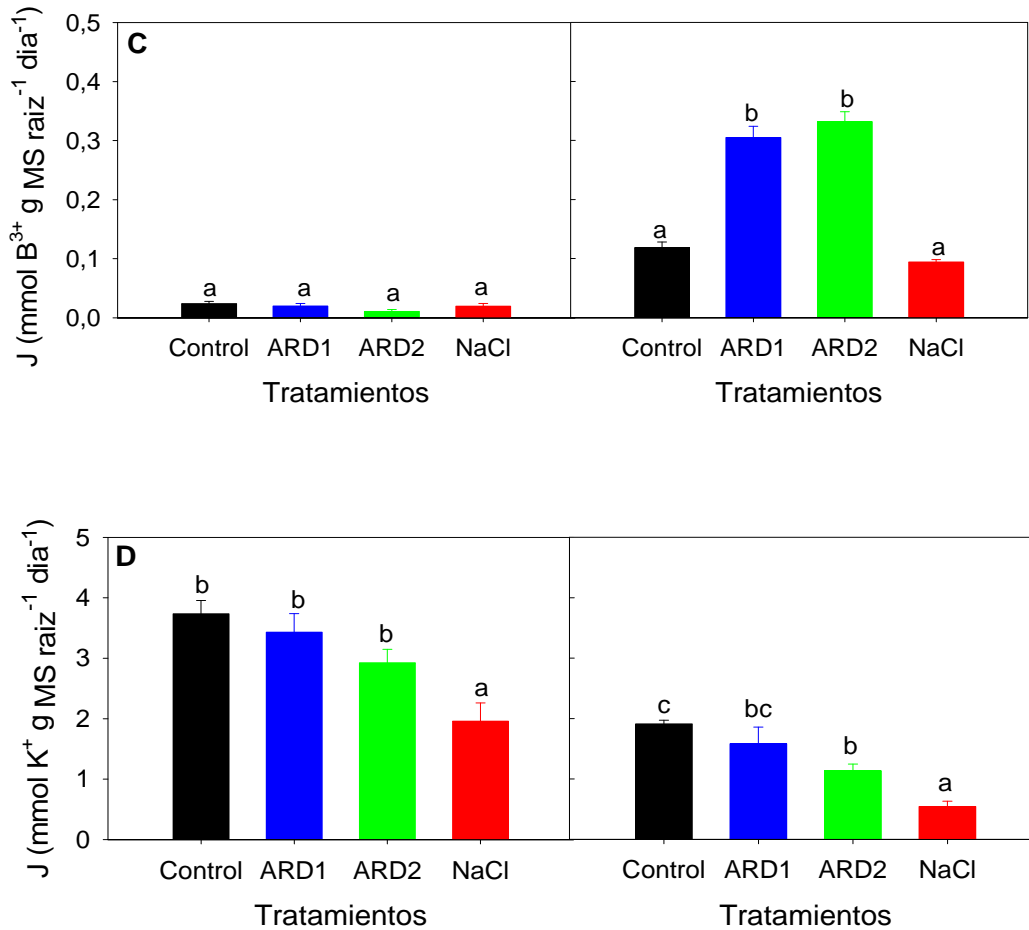 J (mmol B³⁺ g MS raiz⁻¹ dia⁻¹)
0,5
0,4
0,3
0,2
0,1
0,0
C
a
a
a
a
a
b
b
a
Control ARD1 ARD2 NaCl
Control ARD1 ARD2 NaCl
Tratamientos
Tratamientos
J (mmol K⁺ g MS raiz⁻¹ dia⁻¹)
5
4
3
2
1
0
D
b
b
b
a
c
bc
b
a
Control ARD1 ARD2 NaCl
Control ARD1 ARD2 NaCl
Tratamientos
Tratamientos